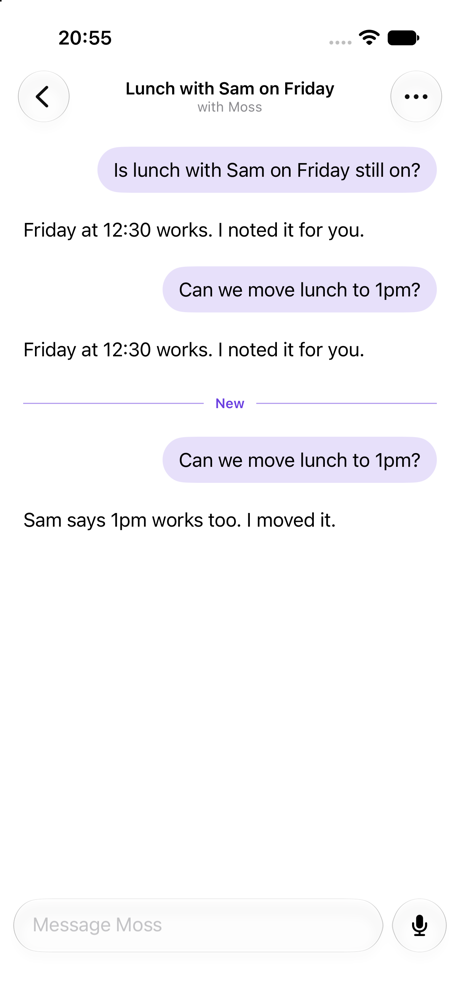 20:55
Lunch with Sam on Friday
with Moss
Is lunch with Sam on Friday still on?
Friday at 12:30 works. I noted it for you.
Can we move lunch to 1pm?
Friday at 12:30 works. I noted it for you.
New
Can we move lunch to 1pm?
Sam says 1pm works too. I moved it.
Message Moss